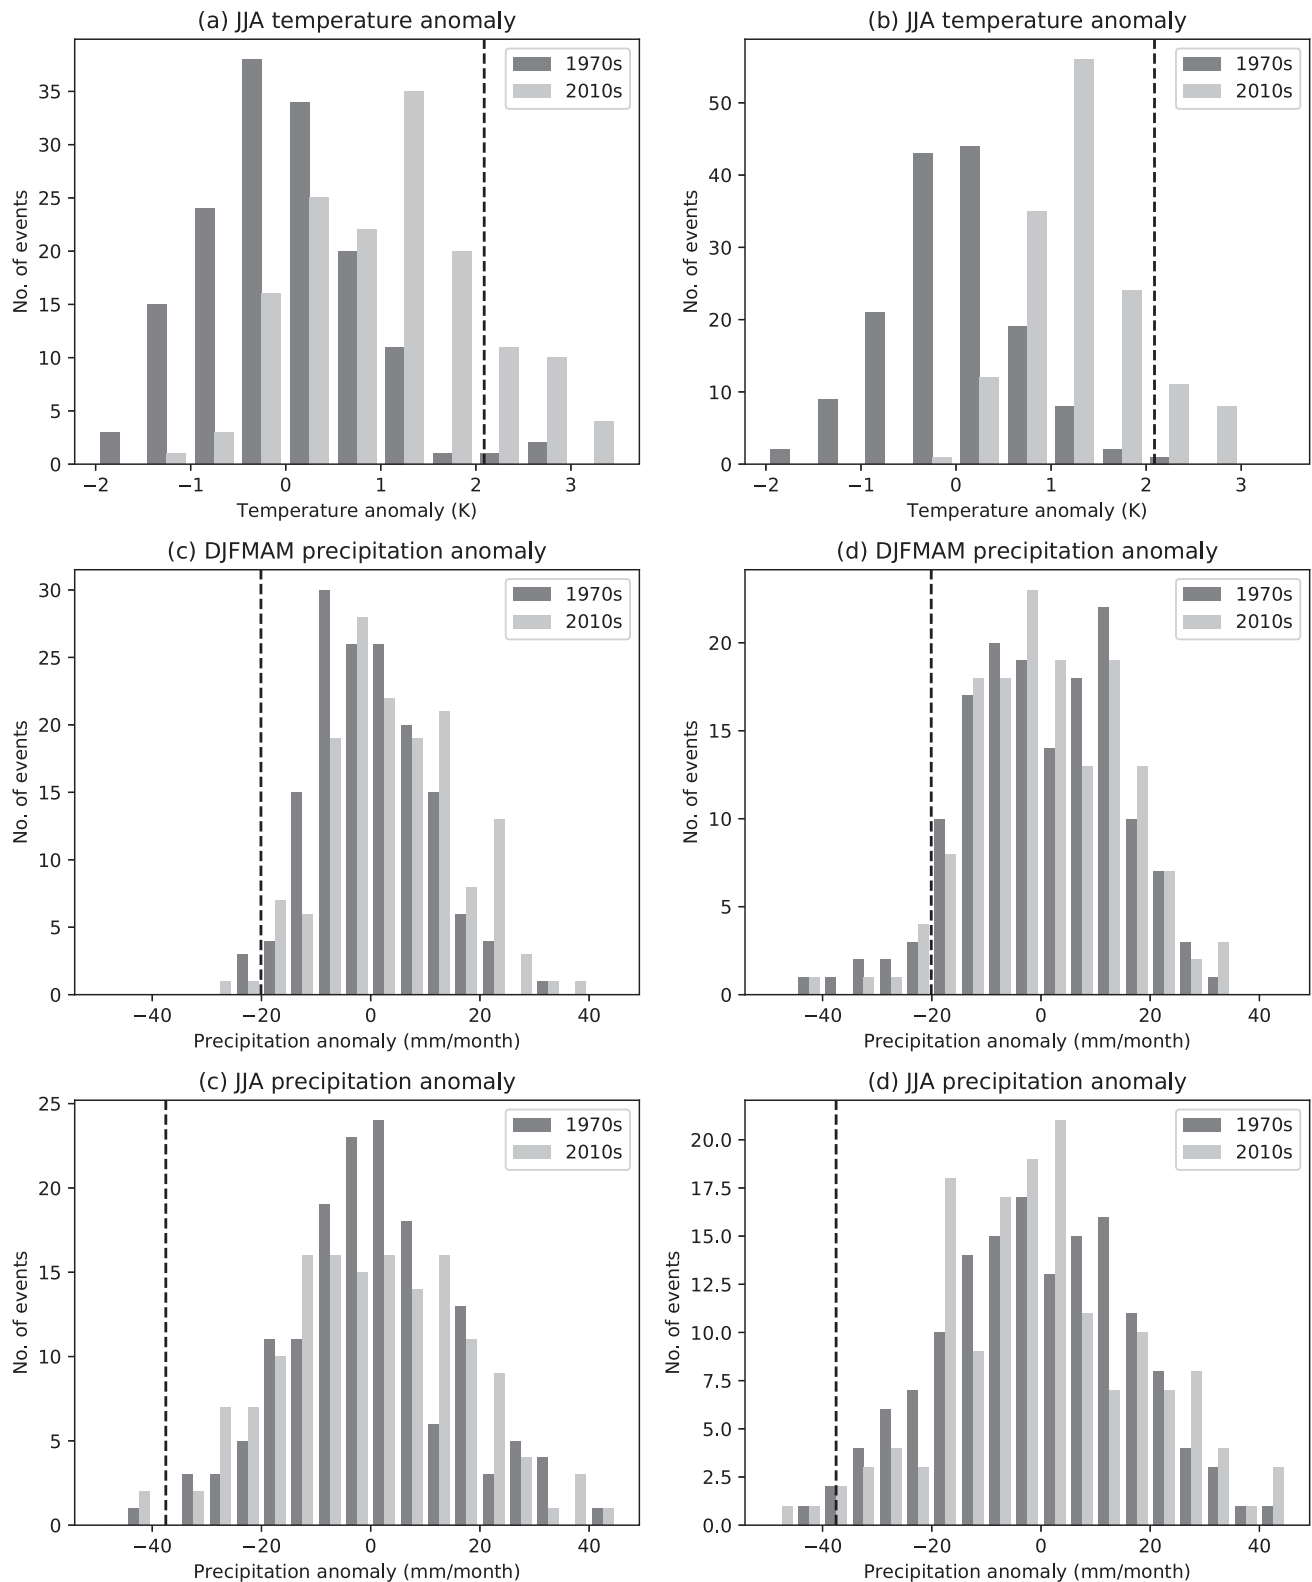 (a) JJA temperature anomaly
No. of events
35
30
25
20
15
10
5
0
1970s
2010s
−2 −1 0 1 2 3
Temperature anomaly (K)
(b) JJA temperature anomaly
No. of events
50
40
30
20
10
0
1970s
2010s
−2 −1 0 1 2 3
Temperature anomaly (K)
(c) DJFMAM precipitation anomaly
No. of events
30
25
20
15
10
5
0
1970s
2010s
−40 −20 0 20 40
Precipitation anomaly (mm/month)
(d) DJFMAM precipitation anomaly
No. of events
20
15
10
5
0
1970s
2010s
−40 −20 0 20 40
Precipitation anomaly (mm/month)
(c) JJA precipitation anomaly
No. of events
25
20
15
10
5
0
1970s
2010s
−40 −20 0 20 40
Precipitation anomaly (mm/month)
(d) JJA precipitation anomaly
No. of events
20.0
17.5
15.0
12.5
10.0
7.5
5.0
2.5
0.0
1970s
2010s
−40 −20 0 20 40
Precipitation anomaly (mm/month)